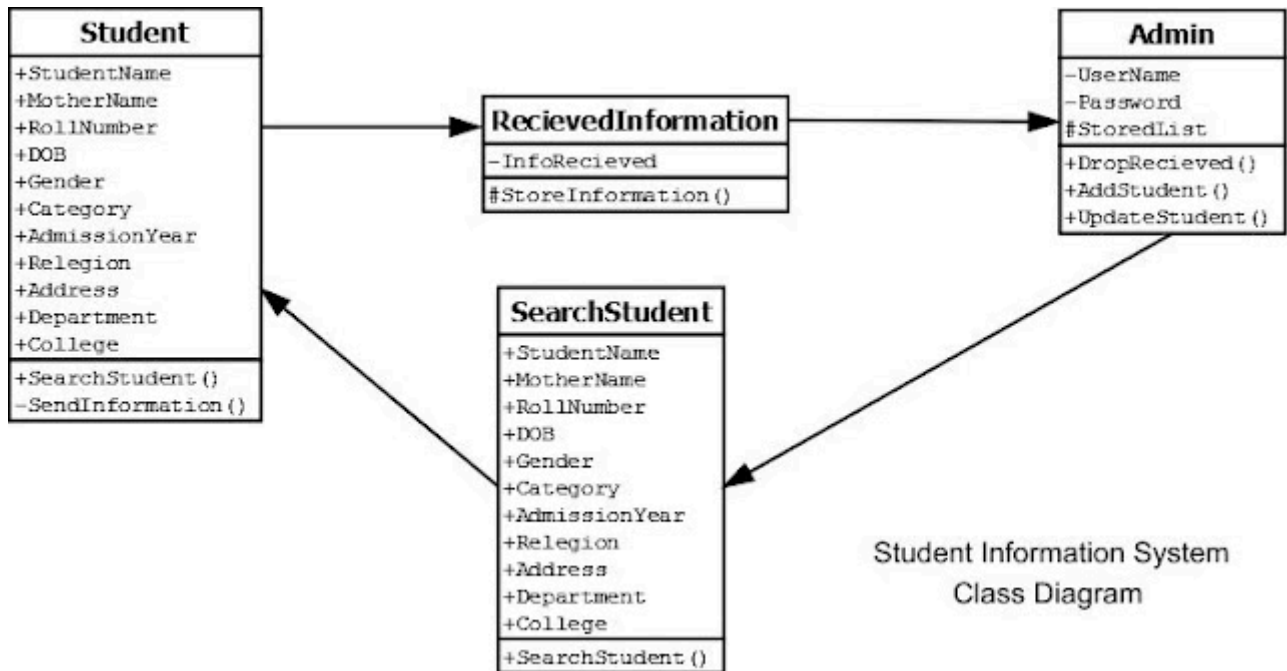 Student
+StudentName
+MotherName
+RollNumber
+DOB
+Gender
+Category
+AdmissionYear
+Relegion
+Address
+Department
+College
+SearchStudent()
-SendInformation()
RecievedInformation
-InfoRecieved
#StoreInformation()
Admin
-UserName
-Password
#StoredList
+DropRecieved()
+AddStudent()
+UpdateStudent()
SearchStudent
+StudentName
+MotherName
+RollNumber
+DOB
+Gender
+Category
+AdmissionYear
+Relegion
+Address
+Department
+College
+SearchStudent()
Student Information System
Class Diagram